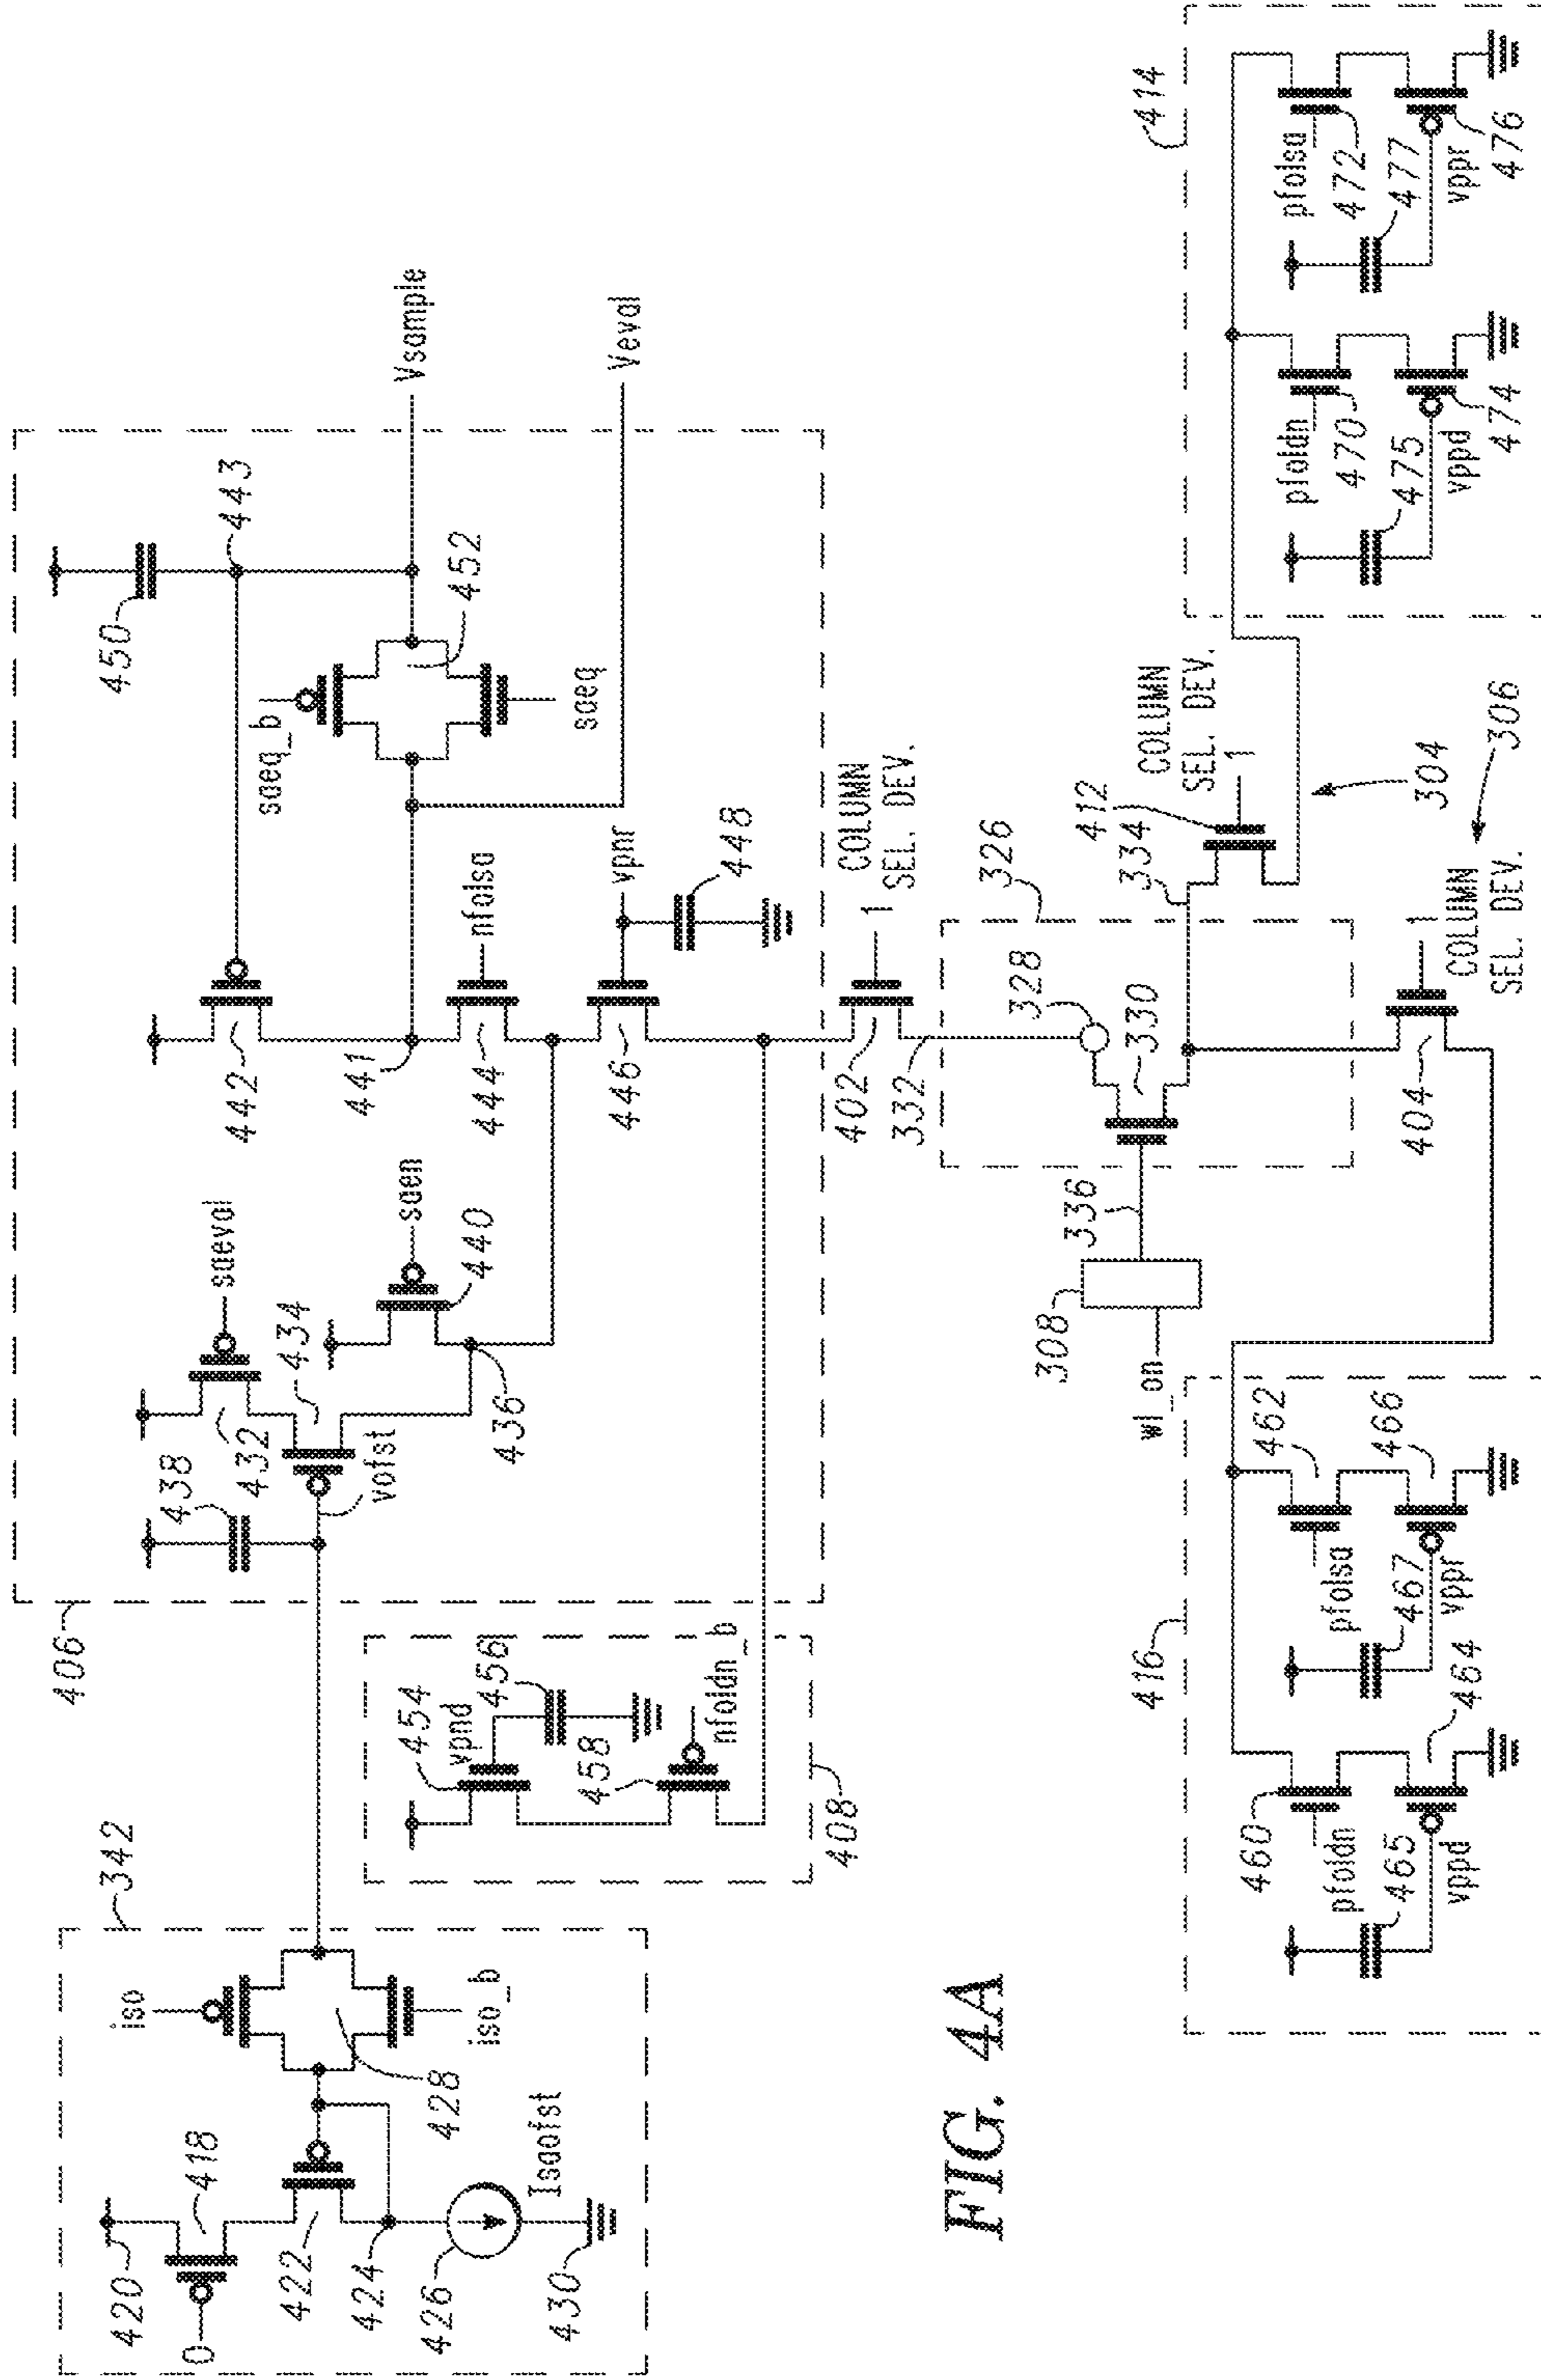 406
450
443
saeq_b
452
saeq
Vsample
Veval
442
441
444
nfolsa
446
vpnr
448
saeval
432
434
438
vofst
saen
440
436
342
iso
iso_b
428
420
418
0
422
424
426
Isaofst
430
454
vpnd
456
458
nfoldn_b
408
402
1
COLUMN
SEL. DEV.
332
326
328
330
336
308
wl_on
334
412
1
COLUMN
SEL. DEV.
304
404
1
COLUMN
SEL. DEV.
306
416
460
pfoldn
465
vppd
464
462
pfolsa
467
vppr
466
414
pfoldn
470
475
vppd
474
pfolsa
472
477
vppr
476
FIG. 4A